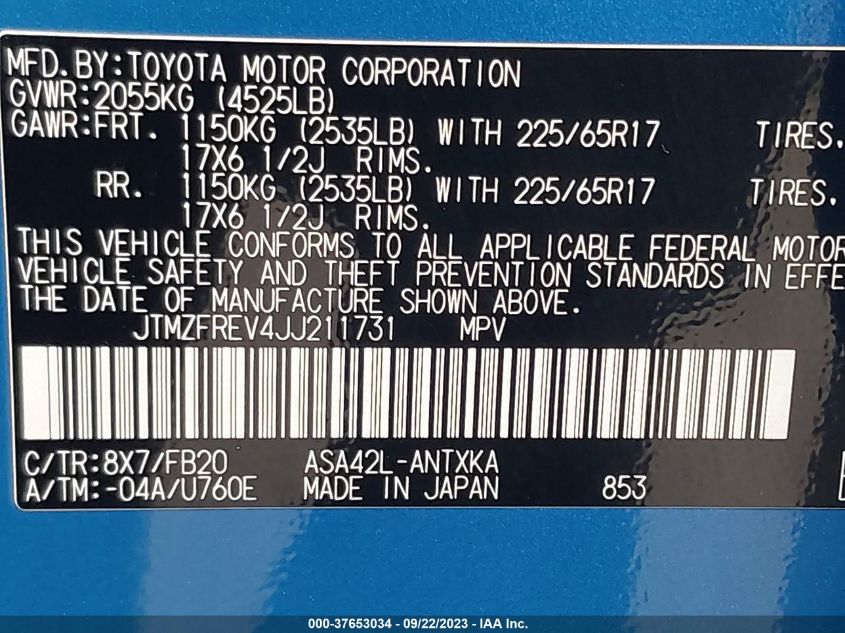 MFD.BY:TOYOTA MOTOR CORPORATION
GVWR:2055KG (4525LB)
GAWR:FRT. 1150KG (2535LB) WITH 225/65R17 TIRES.
17X6 1/2J RIMS.
RR. 1150KG (2535LB) WITH 225/65R17 TIRES.
17X6 1/2J RIMS.
THIS VEHICLE CONFORMS TO ALL APPLICABLE FEDERAL MOTOR
VEHICLE SAFETY AND THEFT PREVENTION STANDARDS IN EFFE
THE DATE OF MANUFACTURE SHOWN ABOVE.
JTMZFREV4JJ211731 MPV
C/TR:8X7/FB20 ASA42L-ANTXKA
A/TM:-04A/U760E MADE IN JAPAN 853
000-37653034 - 09/22/2023 - IAA Inc.